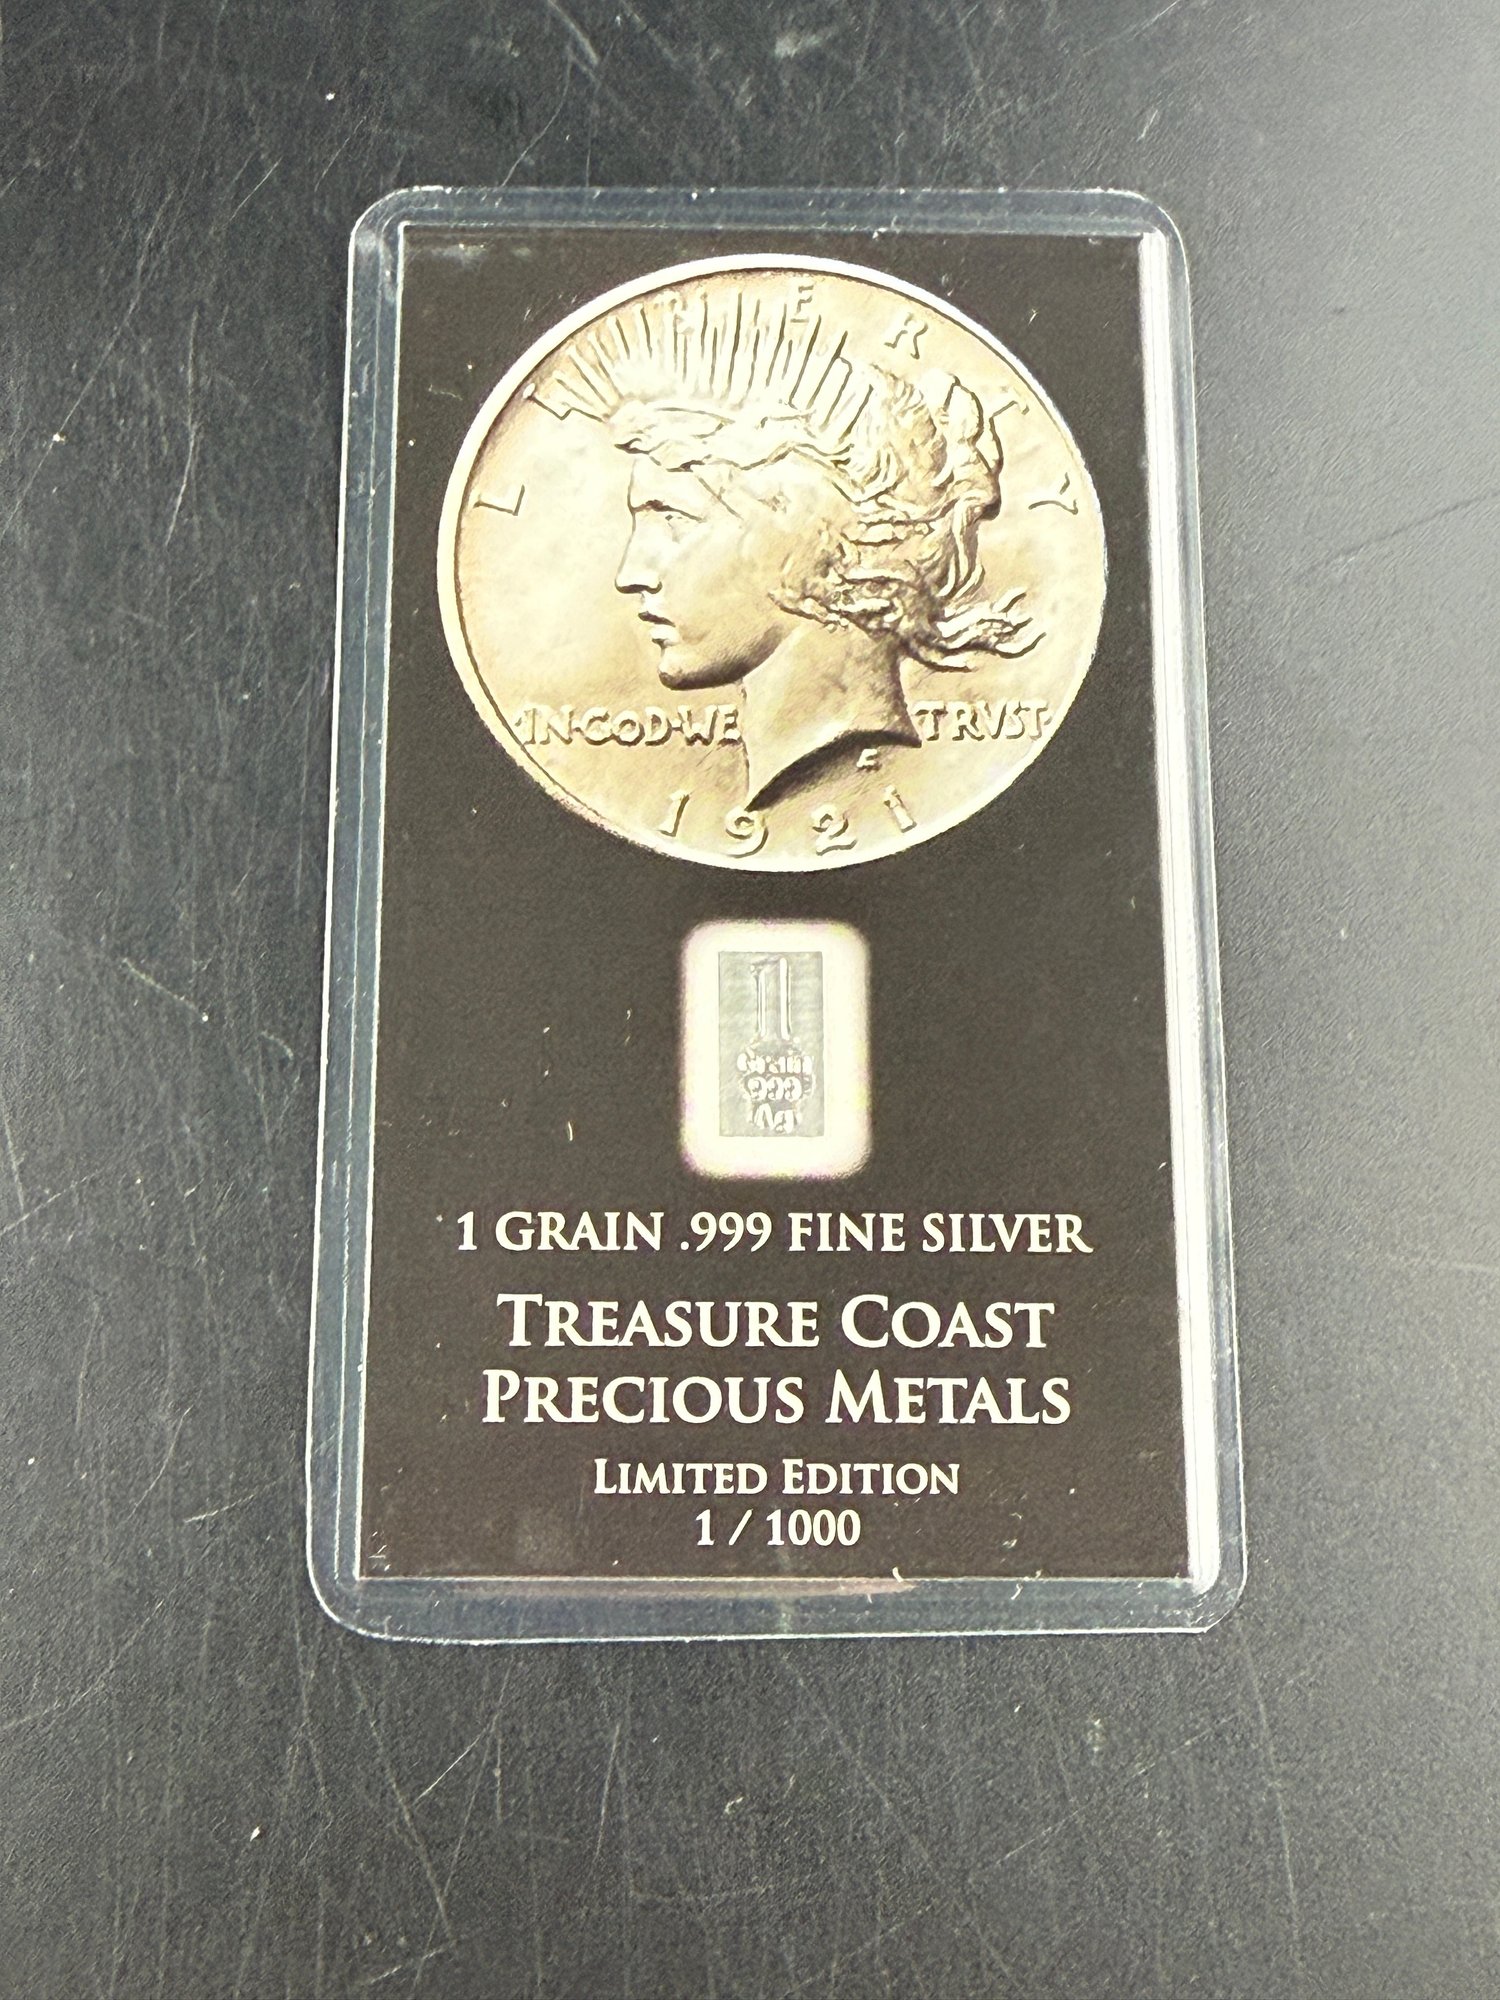 LIBERTY
IN·GOD·WE TRVST·
1921
1
Grain
999
Ag
1 GRAIN .999 FINE SILVER
TREASURE COAST
PRECIOUS METALS
LIMITED EDITION
1 / 1000